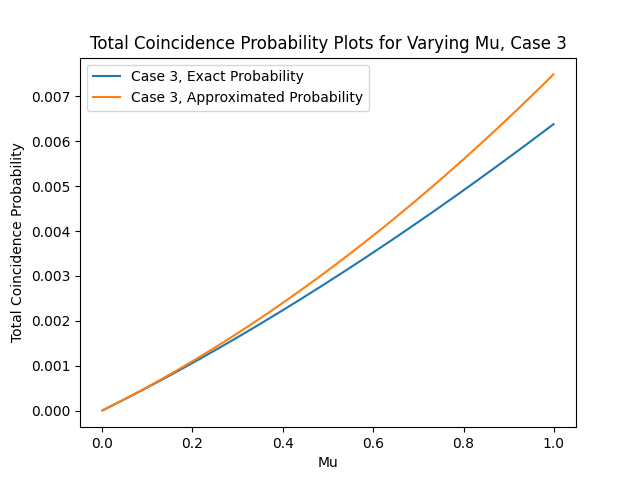 Total Coincidence Probability Plots for Varying Mu, Case 3
Case 3, Exact Probability
Case 3, Approximated Probability
Total Coincidence Probability
0.007
0.006
0.005
0.004
0.003
0.002
0.001
0.000
0.0 0.2 0.4 0.6 0.8 1.0
Mu